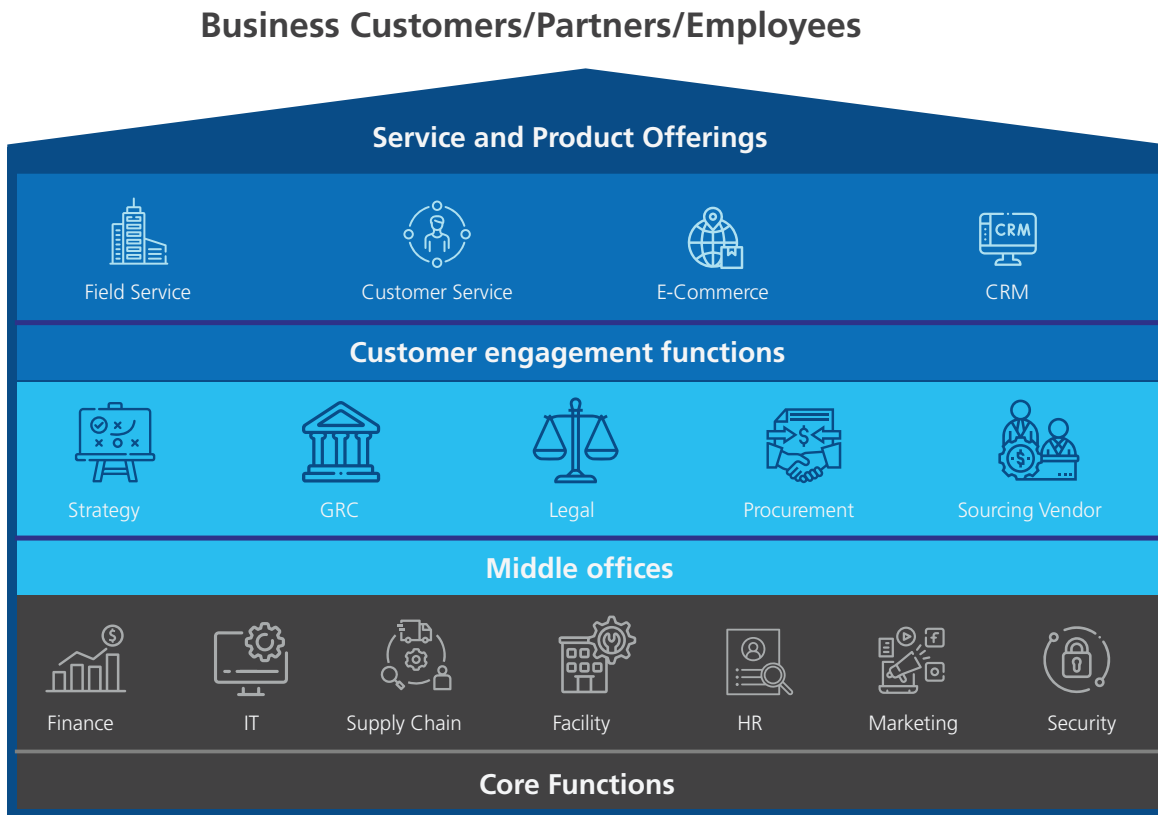 Business Customers/Partners/Employees
Service and Product Offerings
CRM
Field Service
Customer Service
E-Commerce
CRM
Customer engagement functions
Strategy
GRC
Legal
Procurement
Sourcing Vendor
Middle offices
Finance
IT
Supply Chain
Facility
HR
Marketing
Security
Core Functions